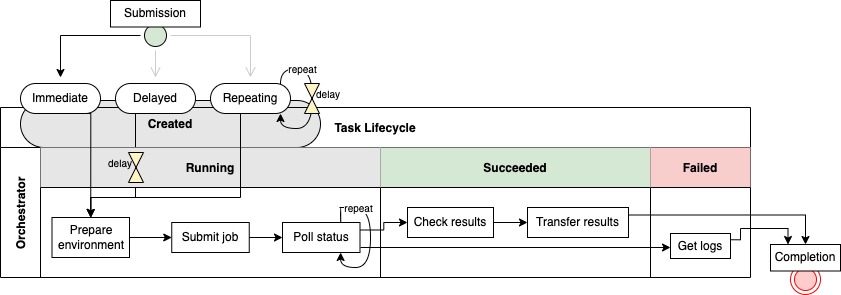 Submission
repeat
Immediate
Delayed
Repeating
delay
Created
Task Lifecycle
delay
Running
Succeeded
Failed
Orchestrator
repeat
Prepare
environment
Submit job
Poll status
Check results
Transfer results
Get logs
Completion